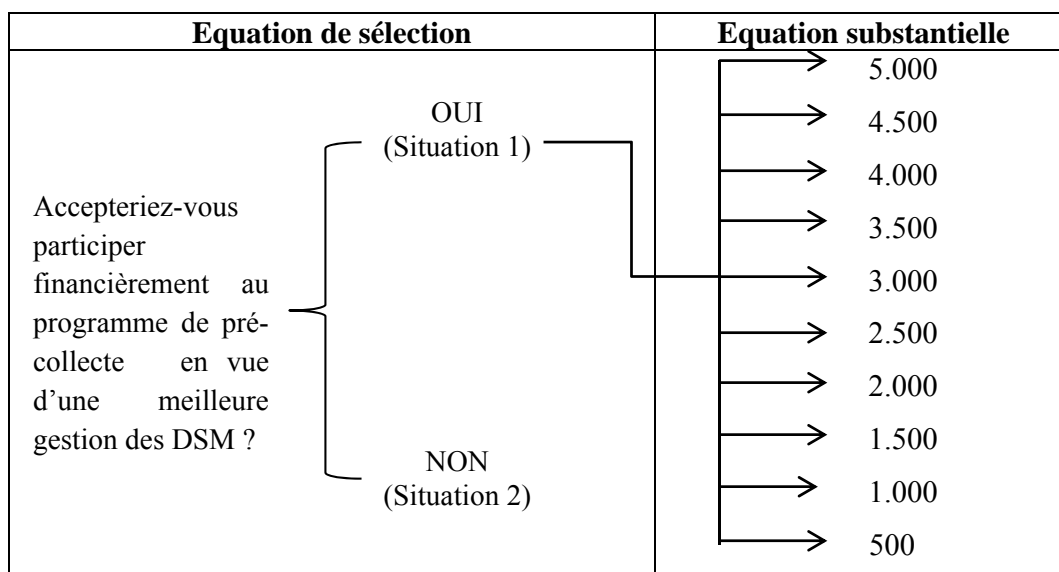 Equation de sélection
Equation substantielle
Accepteriez-vous
participer
financièrement au
programme de pré-
collecte en vue
d’une meilleure
gestion des DSM ?
OUI
(Situation 1)
NON
(Situation 2)
5.000
4.500
4.000
3.500
3.000
2.500
2.000
1.500
1.000
500